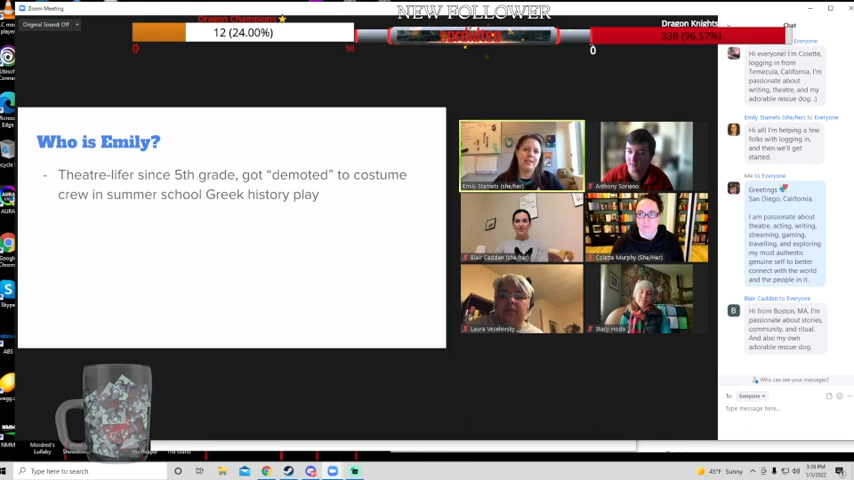 Zoom Meeting
Original Sound: Off
Dragon Champions
12 (24.00%)
0
50
NEW FOLLOWER
Dragon Knights
338 (96.57%)
0
Who is Emily?
- Theatre-lifer since 5th grade, got “demoted” to costume
crew in summer school Greek history play
Emily Stamets (she/her)
Anthony Soriano
Blair Cadden (she/her)
Colette Murphy (She/Her)
Laura Veselovsky
Stacy Hosto
Chat
Everyone
Hi everyone! I'm Colette,
logging in from
Temecula, California. I'm
passionate about
writing, theatre, and my
adorable rescue dog. :)
Emily Stamets (she/her) to Everyone
Hi all! I'm helping a few
folks with logging in,
and then we'll get
started.
Me to Everyone
Greetings
San Diego, California.
I am passionate about
theatre, acting, writing,
streaming, gaming,
travelling, and exploring
my most authentic
genuine self to better
connect with the world
and the people in it.
Blair Cadden to Everyone
B
Hi from Boston, MA. I'm
passionate about stories,
community, and ritual.
And also my own
adorable rescue dog.
Who can see your messages?
To: Everyone
Type message here...
Mordred's
Lullaby
Type here to search
45°F Sunny
3:39 PM
1/3/2022